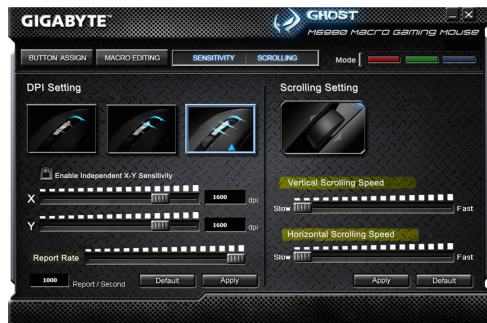 GIGABYTE™
GHOST
M6980 Macro Gaming Mouse
BUTTON ASSIGN
MACRO EDITING
SENSITIVITY
SCROLLING
Mode
DPI Setting
Scrolling Setting
Enable Independent X-Y Sensitivity
X
1600 dpi
Y
1600 dpi
Report Rate
1000 Report / Second
Default
Apply
Vertical Scrolling Speed
Slow
Fast
Horizontal Scrolling Speed
Slow
Fast
Apply
Default